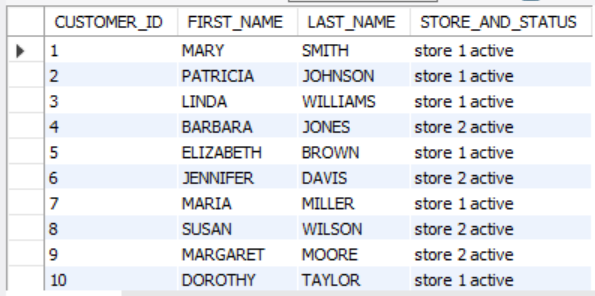 CUSTOMER_ID FIRST_NAME LAST_NAME STORE_AND_STATUS
1 MARY SMITH store 1 active
2 PATRICIA JOHNSON store 1 active
3 LINDA WILLIAMS store 1 active
4 BARBARA JONES store 2 active
5 ELIZABETH BROWN store 1 active
6 JENNIFER DAVIS store 2 active
7 MARIA MILLER store 1 active
8 SUSAN WILSON store 2 active
9 MARGARET MOORE store 2 active
10 DOROTHY TAYLOR store 1 active